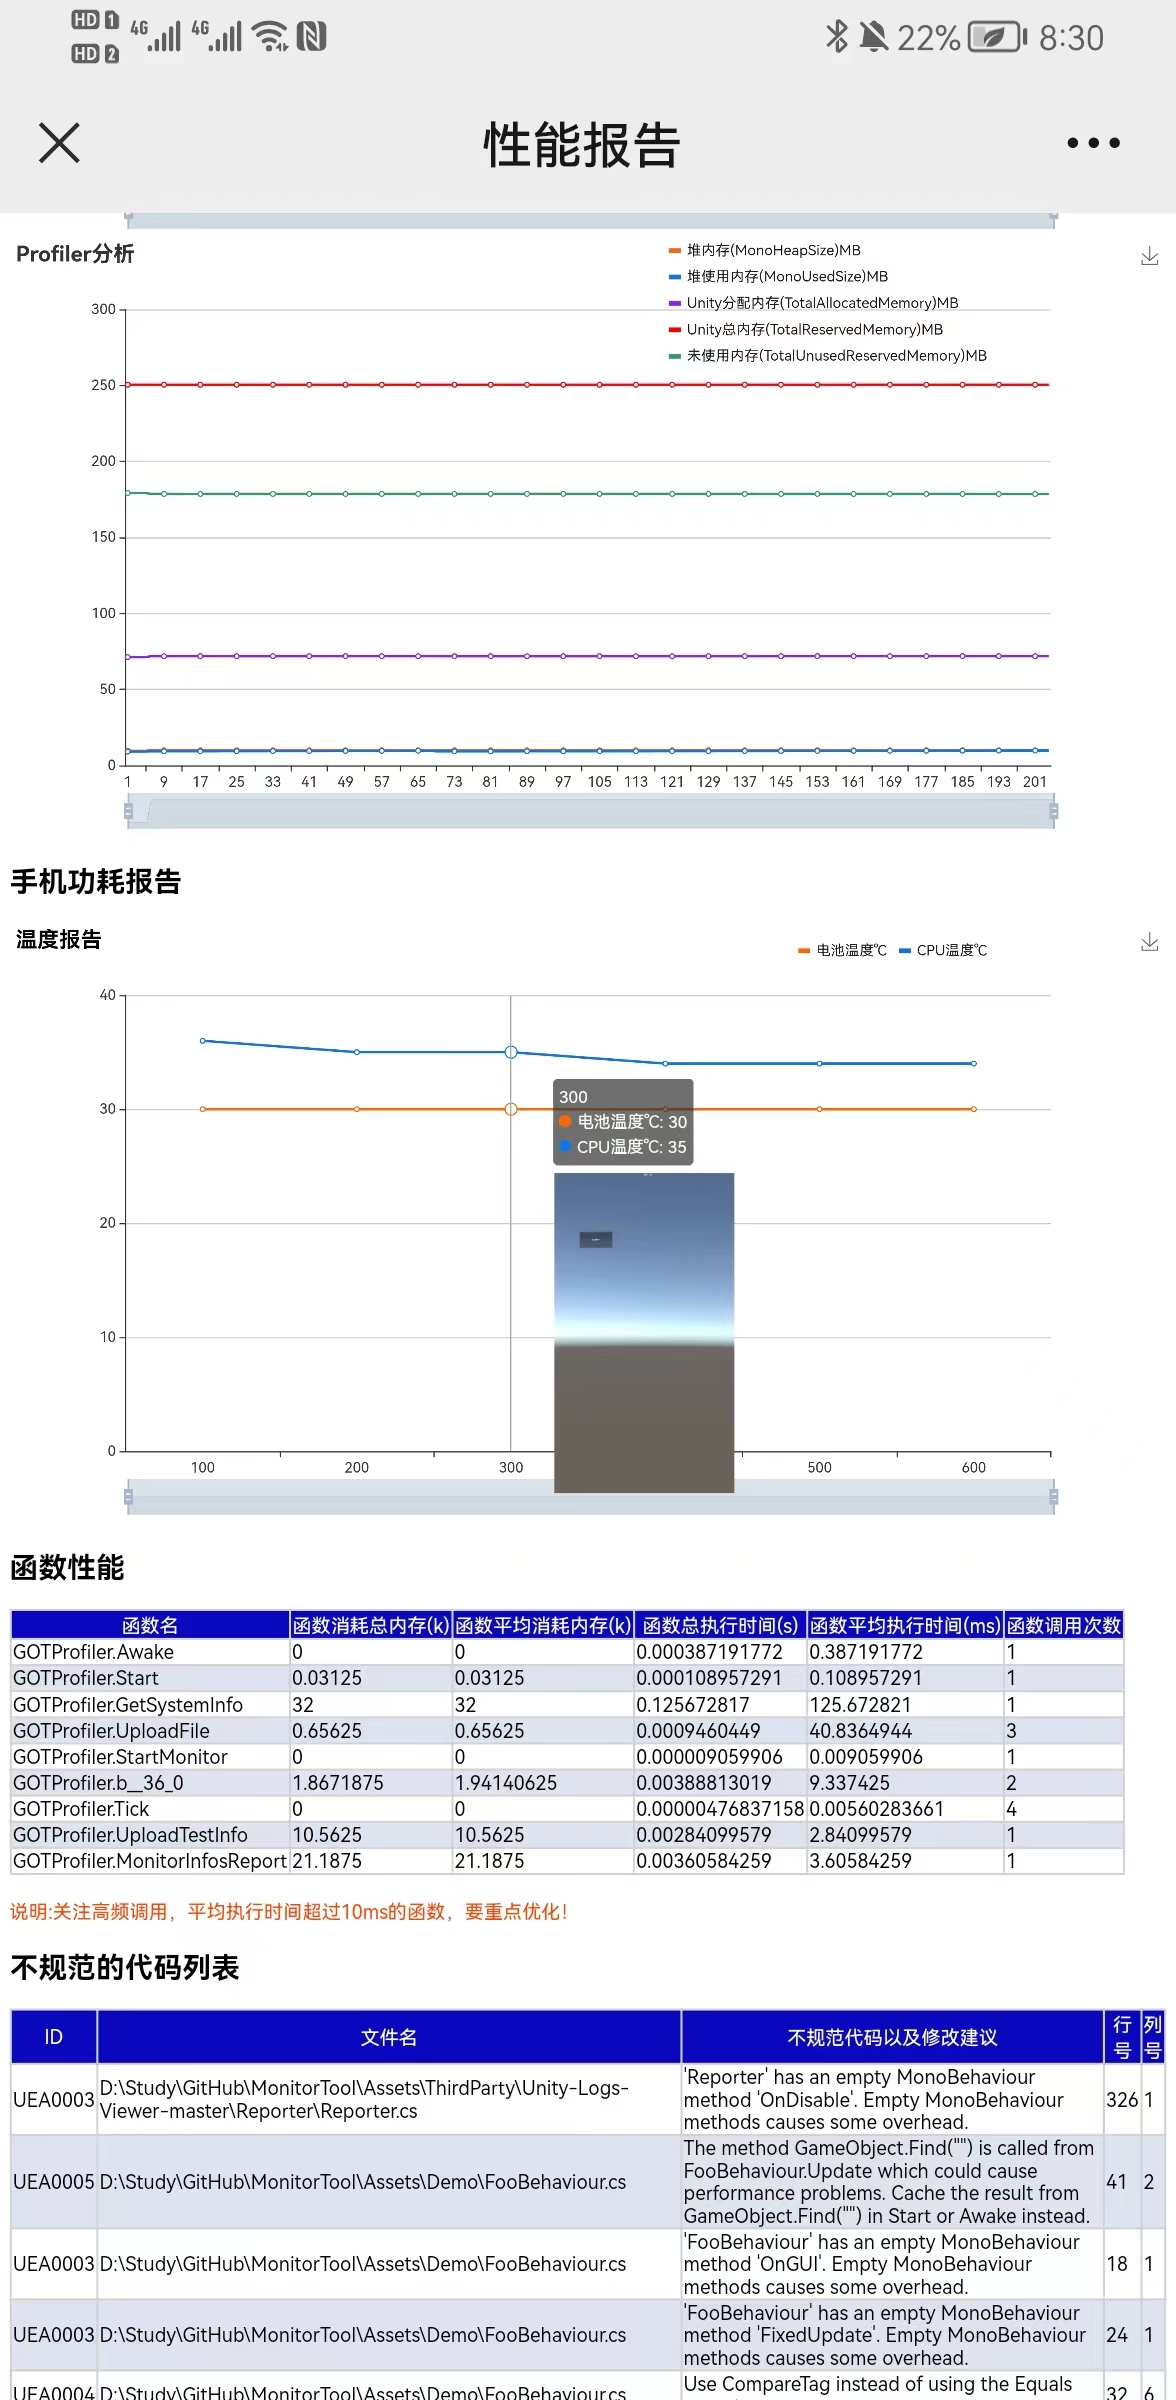 HD 1 4G 4G 22% 8:30
HD 2
性能报告
Profiler分析
堆内存(MonoHeapSize)MB
堆使用内存(MonoUsedSize)MB
Unity分配内存(TotalAllocatedMemory)MB
Unity总内存(TotalReservedMemory)MB
未使用内存(TotalUnusedReservedMemory)MB
300
250
200
150
100
50
0
1 9 17 25 33 41 49 57 65 73 81 89 97 105 113 121 129 137 145 153 161 169 177 185 193 201
手机功耗报告
温度报告
电池温度℃ CPU温度℃
40
30
20
10
0
300
电池温度℃: 30
CPU温度℃: 35
100 200 300 500 600
函数性能
函数名 函数消耗总内存(k) 函数平均消耗内存(k) 函数总执行时间(s) 函数平均执行时间(ms) 函数调用次数
GOTProfiler.Awake 0 0 0.000387191772 0.387191772 1
GOTProfiler.Start 0.03125 0.03125 0.000108957291 0.108957291 1
GOTProfiler.GetSystemInfo 32 32 0.125672817 125.672821 1
GOTProfiler.UploadFile 0.65625 0.65625 0.0009460449 40.8364944 3
GOTProfiler.StartMonitor 0 0 0.000009059906 0.009059906 1
GOTProfiler.b__36_0 1.8671875 1.94140625 0.00388813019 9.337425 2
GOTProfiler.Tick 0 0 0.00000476837158 0.00560283661 4
GOTProfiler.UploadTestInfo 10.5625 10.5625 0.00284099579 2.84099579 1
GOTProfiler.MonitorInfosReport 21.1875 21.1875 0.00360584259 3.60584259 1
说明:关注高频调用，平均执行时间超过10ms的函数，要重点优化！
不规范的代码列表
ID 文件名 不规范代码以及修改建议 行号 列号
UEA0003 D:\Study\GitHub\MonitorTool\Assets\ThirdParty\Unity-Logs-
Viewer-master\Reporter\Reporter.cs
'Reporter' has an empty MonoBehaviour
method 'OnDisable'. Empty MonoBehaviour
methods causes some overhead.
326 1
UEA0005 D:\Study\GitHub\MonitorTool\Assets\Demo\FooBehaviour.cs
The method GameObject.Find("") is called from
FooBehaviour.Update which could cause
performance problems. Cache the result from
GameObject.Find("") in Start or Awake instead.
41 2
UEA0003 D:\Study\GitHub\MonitorTool\Assets\Demo\FooBehaviour.cs
'FooBehaviour' has an empty MonoBehaviour
method 'OnGUI'. Empty MonoBehaviour
methods causes some overhead.
18 1
UEA0003 D:\Study\GitHub\MonitorTool\Assets\Demo\FooBehaviour.cs
'FooBehaviour' has an empty MonoBehaviour
method 'FixedUpdate'. Empty MonoBehaviour
methods causes some overhead.
24 1
UEA0004 D:\Study\GitHub\MonitorTool\Assets\Demo\FooBehaviour.cs
Use CompareTag instead of using the Equals
32 6